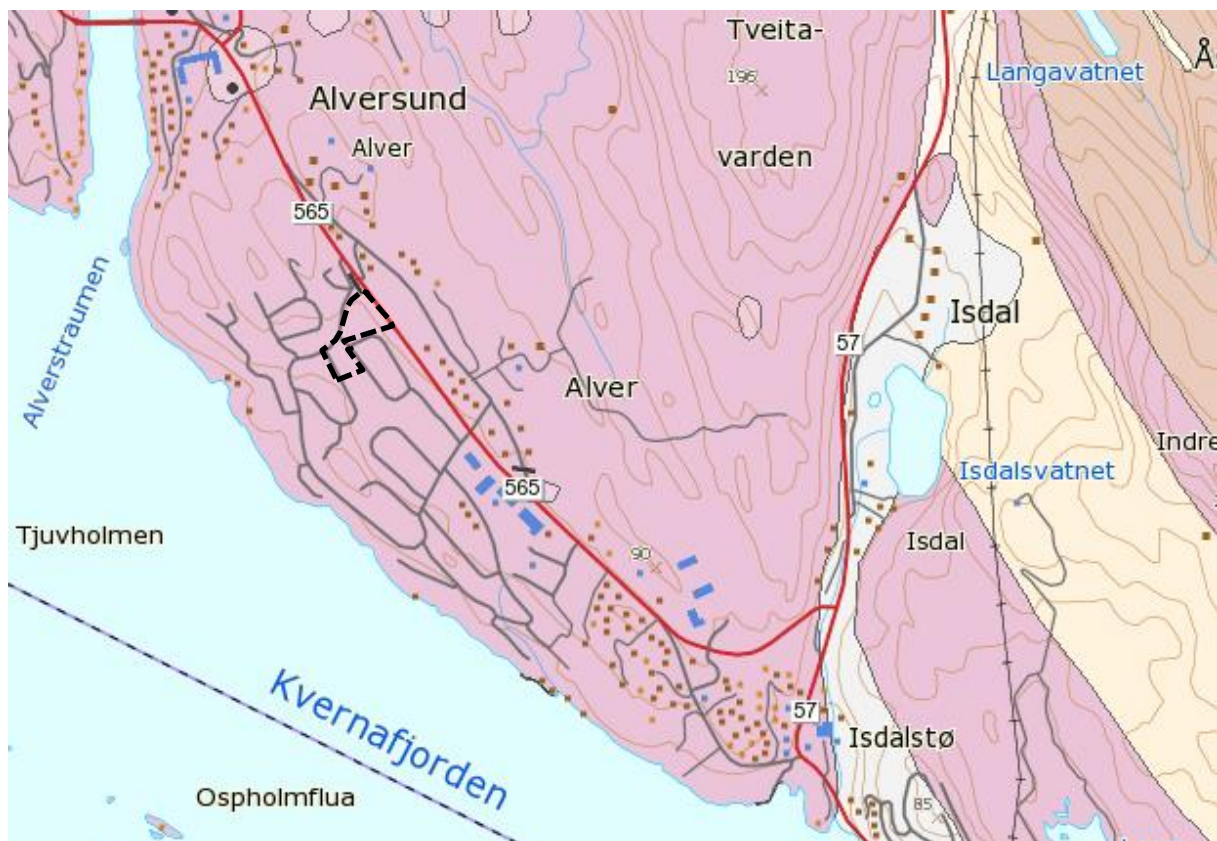 Tveita-
Å
196
Langavatnet
Alversund
Alver
varden
565
Alverstraumen
Isdal
57
Alver
Indre
Isdalsvatnet
565
Tjuvholmen
Isdal
90
Kvernafjorden
57
Isdalstø
Ospholmflua
85